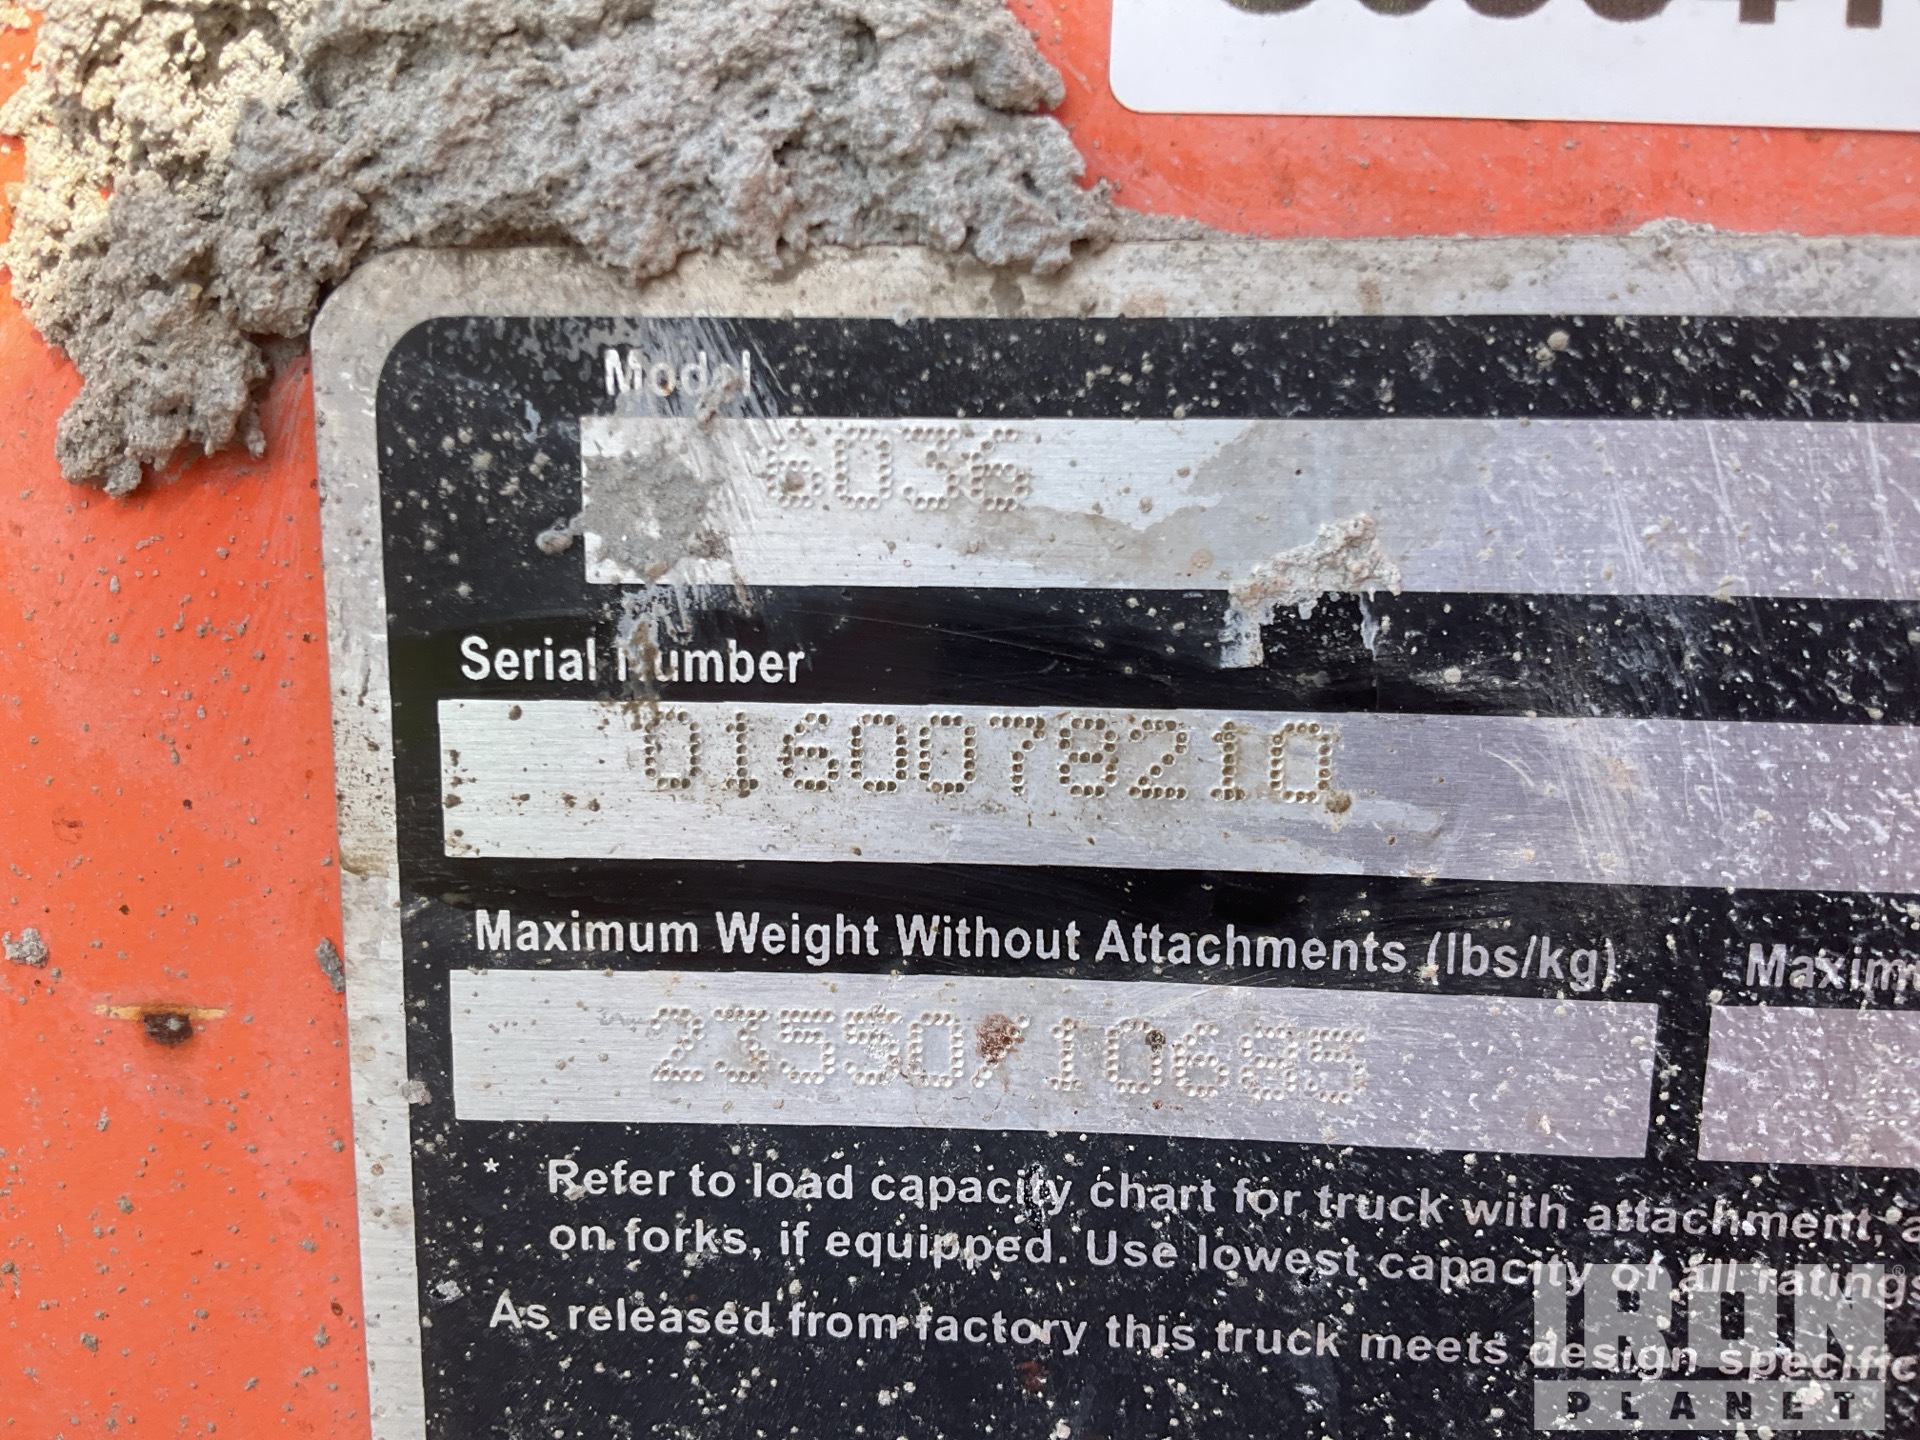 Model
6036
Serial Number
0160078210
Maximum Weight Without Attachments (lbs/kg)
23550/10685
* Refer to load capacity chart for truck with attachment,
on forks, if equipped. Use lowest capacity of all ratings
As released from factory this truck meets design specific
IRON
PLANET